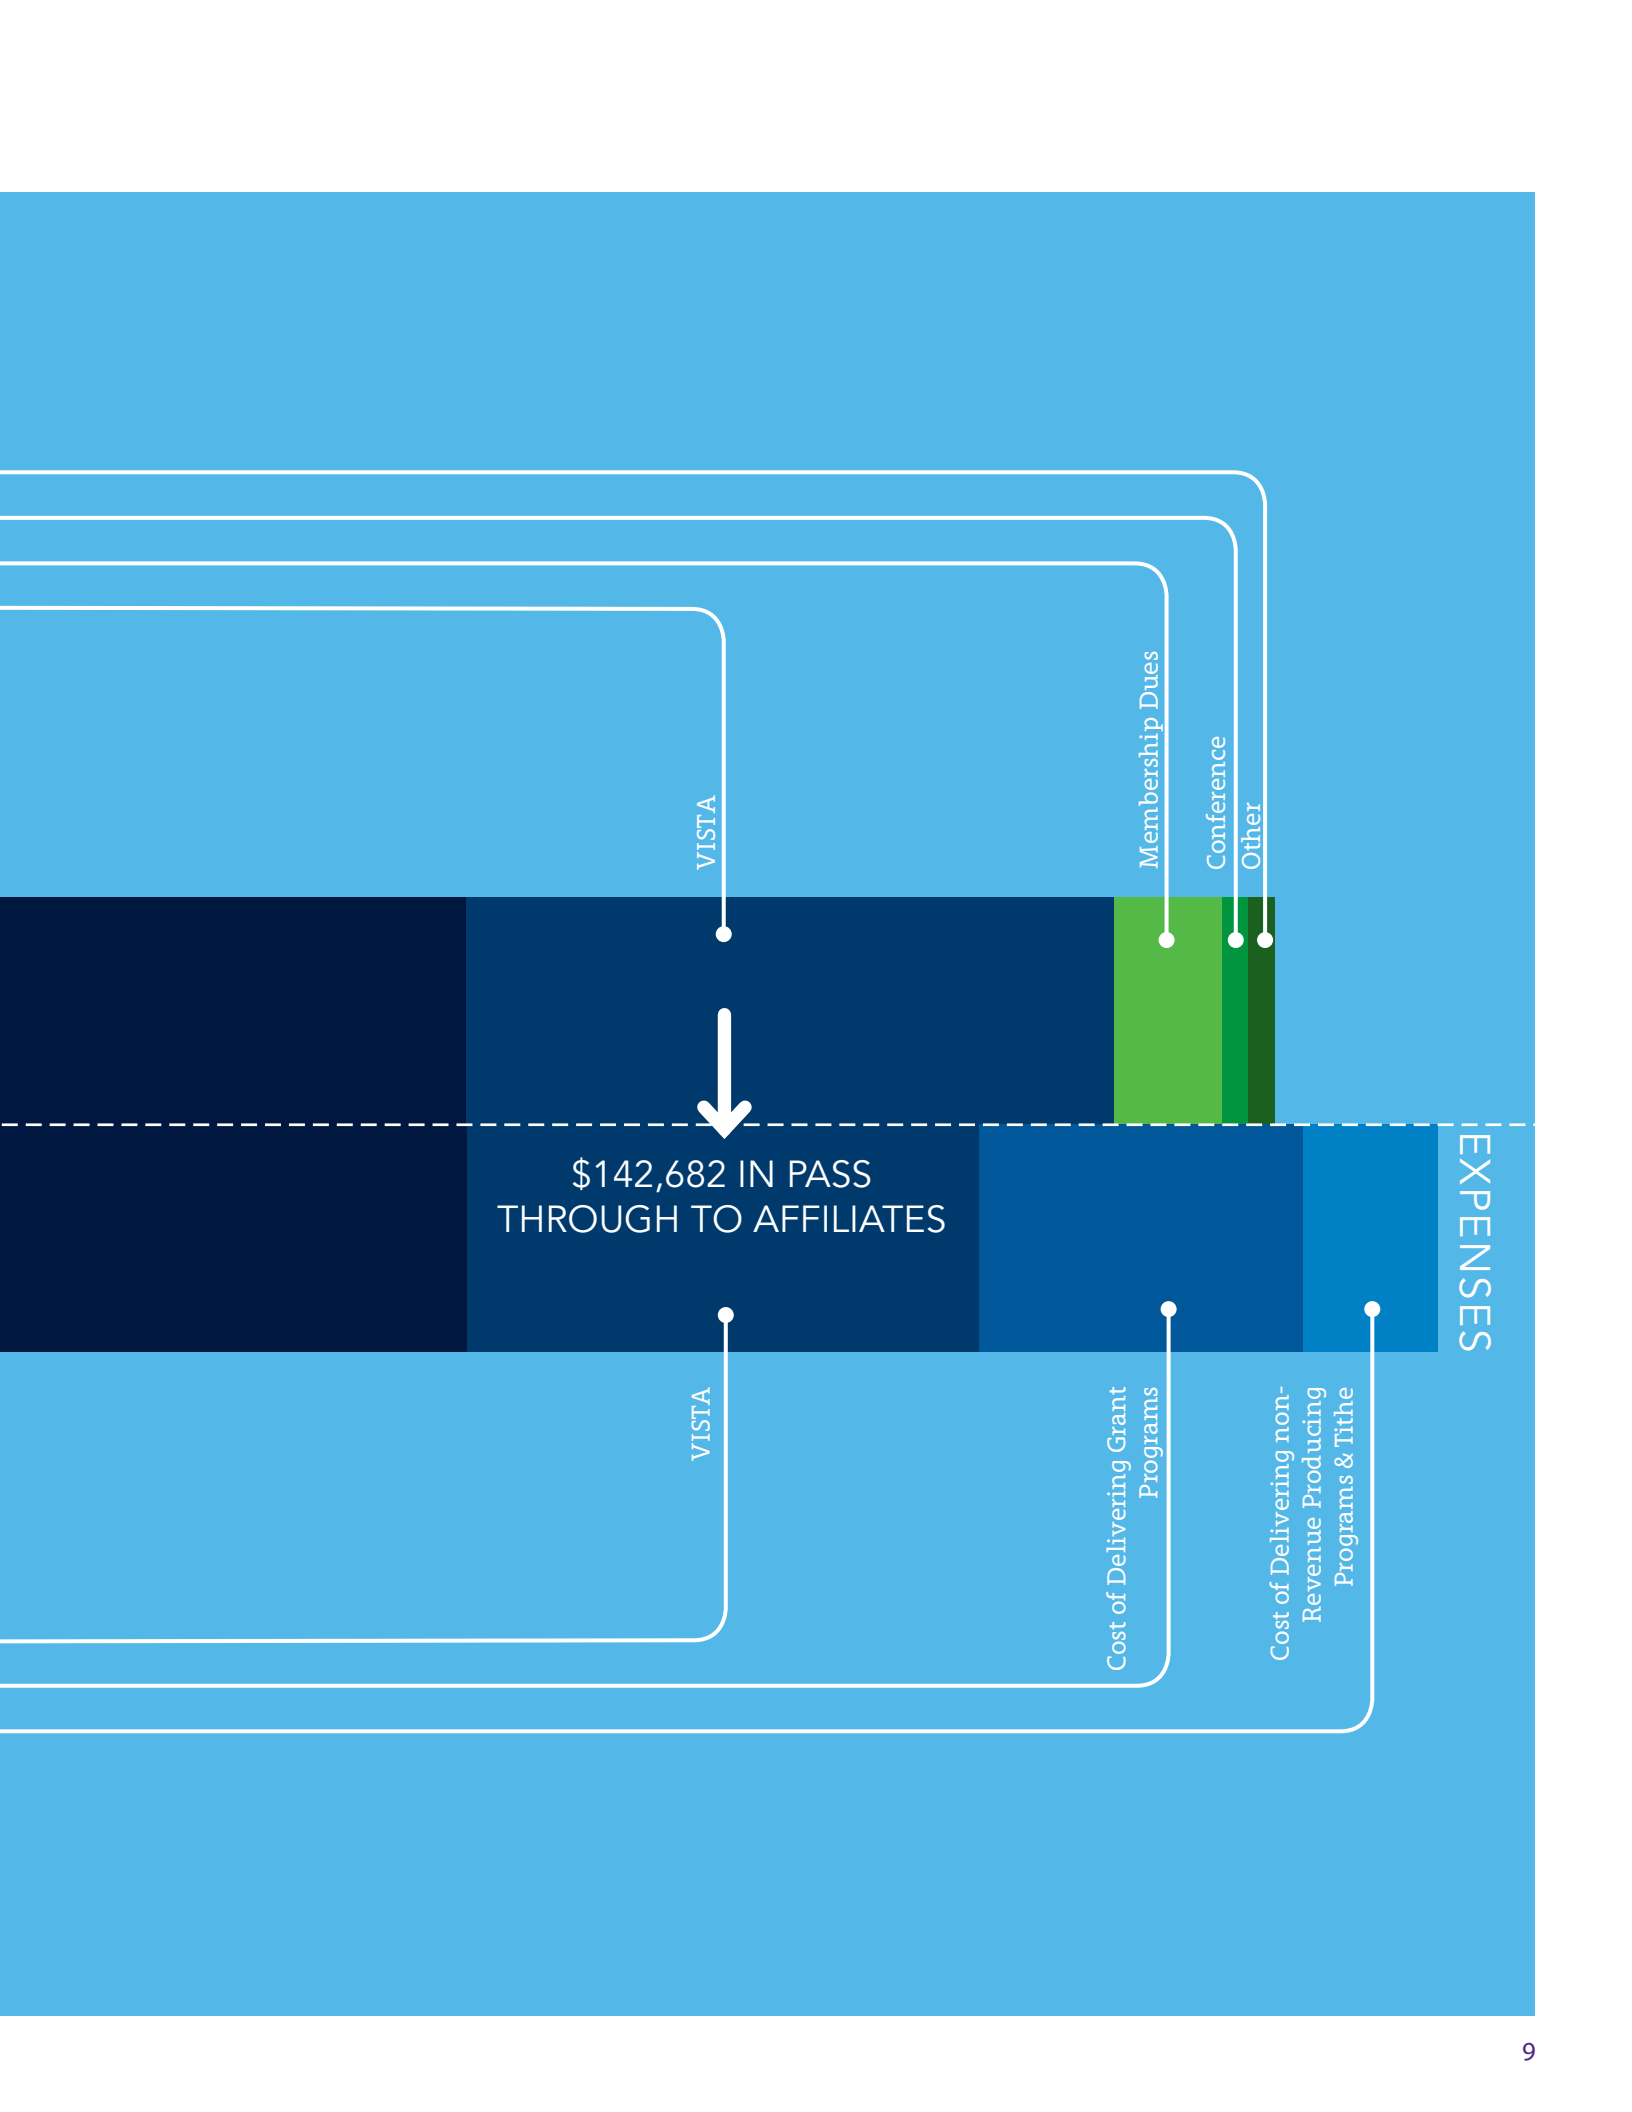 VISTA
Membership Dues
Conference
Other
$142,682 IN PASS
THROUGH TO AFFILIATES
EXPENSES
VISTA
Cost of Delivering Grant
Programs
Cost of Delivering non-
Revenue Producing
Programs & Tithe
9